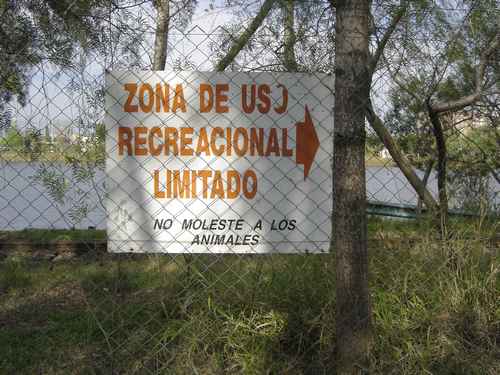 ZONA DE USO
RECREACIONAL
LIMITADO
NO MOLESTE A LOS
ANIMALES